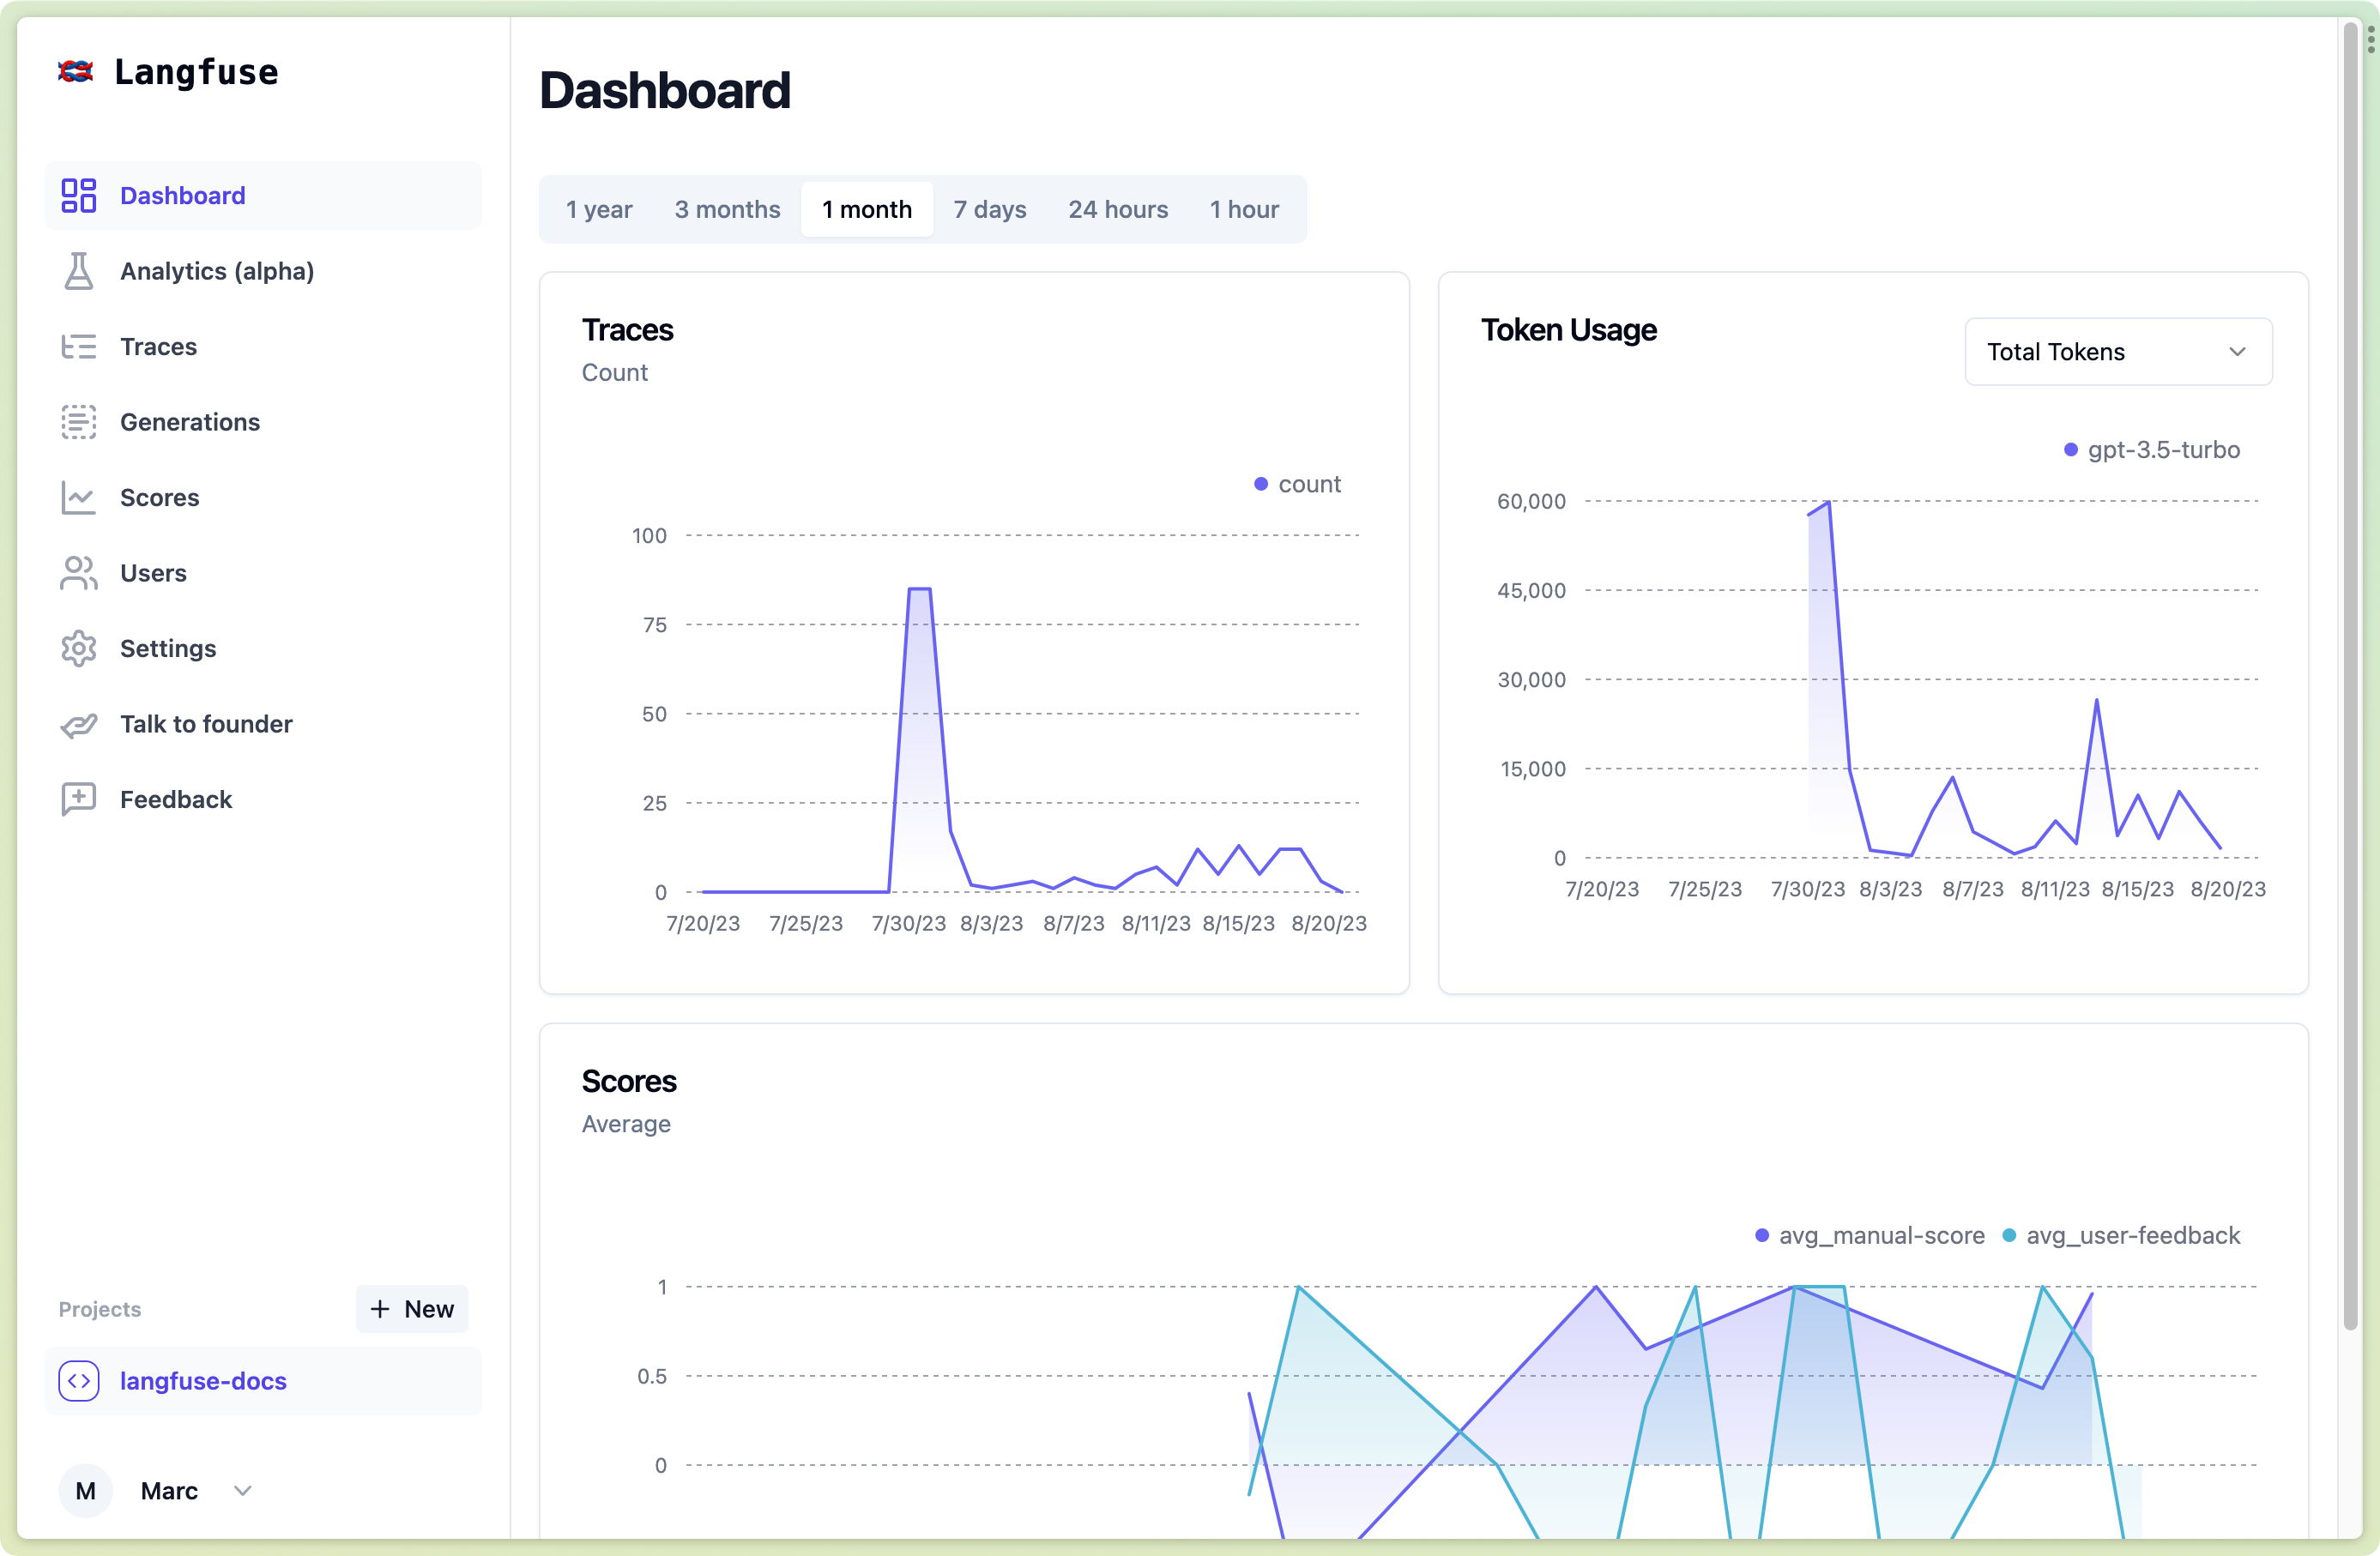 Langfuse
Dashboard
Analytics (alpha)
Traces
Generations
Scores
Users
Settings
Talk to founder
Feedback
Projects
+ New
langfuse-docs
M Marc
Dashboard
1 year 3 months 1 month 7 days 24 hours 1 hour
Traces
Count
count
100
75
50
25
0
7/20/23 7/25/23 7/30/23 8/3/23 8/7/23 8/11/23 8/15/23 8/20/23
Token Usage
Total Tokens
gpt-3.5-turbo
60,000
45,000
30,000
15,000
0
7/20/23 7/25/23 7/30/23 8/3/23 8/7/23 8/11/23 8/15/23 8/20/23
Scores
Average
avg_manual-score avg_user-feedback
1
0.5
0